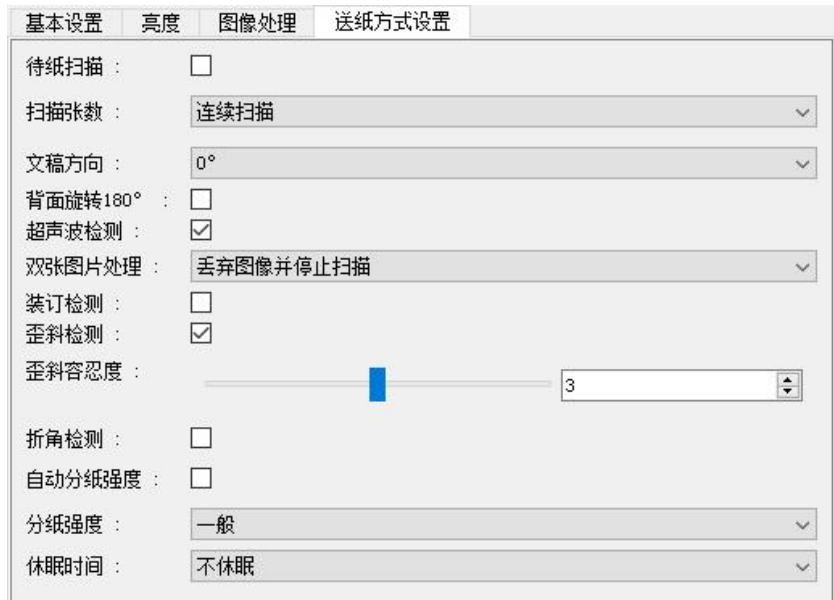 基本设置 亮度 图像处理 送纸方式设置
待纸扫描 :
扫描张数 : 连续扫描
文稿方向 : 0°
背面旋转180° :
超声波检测 :
双张图片处理 : 丢弃图像并停止扫描
装订检测 :
歪斜检测 :
歪斜容忍度 : 3
折角检测 :
自动分纸强度 :
分纸强度 : 一般
休眠时间 : 不休眠